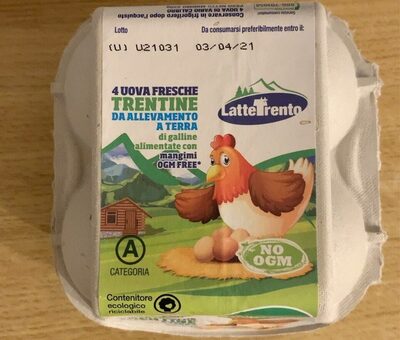 Conservare in frigorifero dopo l'acquisto
Lotto
Da consumarsi preferibilmente entro il:
(U) U21031 03/04/21
4 UOVA FRESCHE
TRENTINE
DA ALLEVAMENTO
A TERRA
di galline
alimentate con
mangimi
OGM FREE*
LatteTrento
A
CATEGORIA
NO
OGM
Contenitore
ecologico
riciclabile